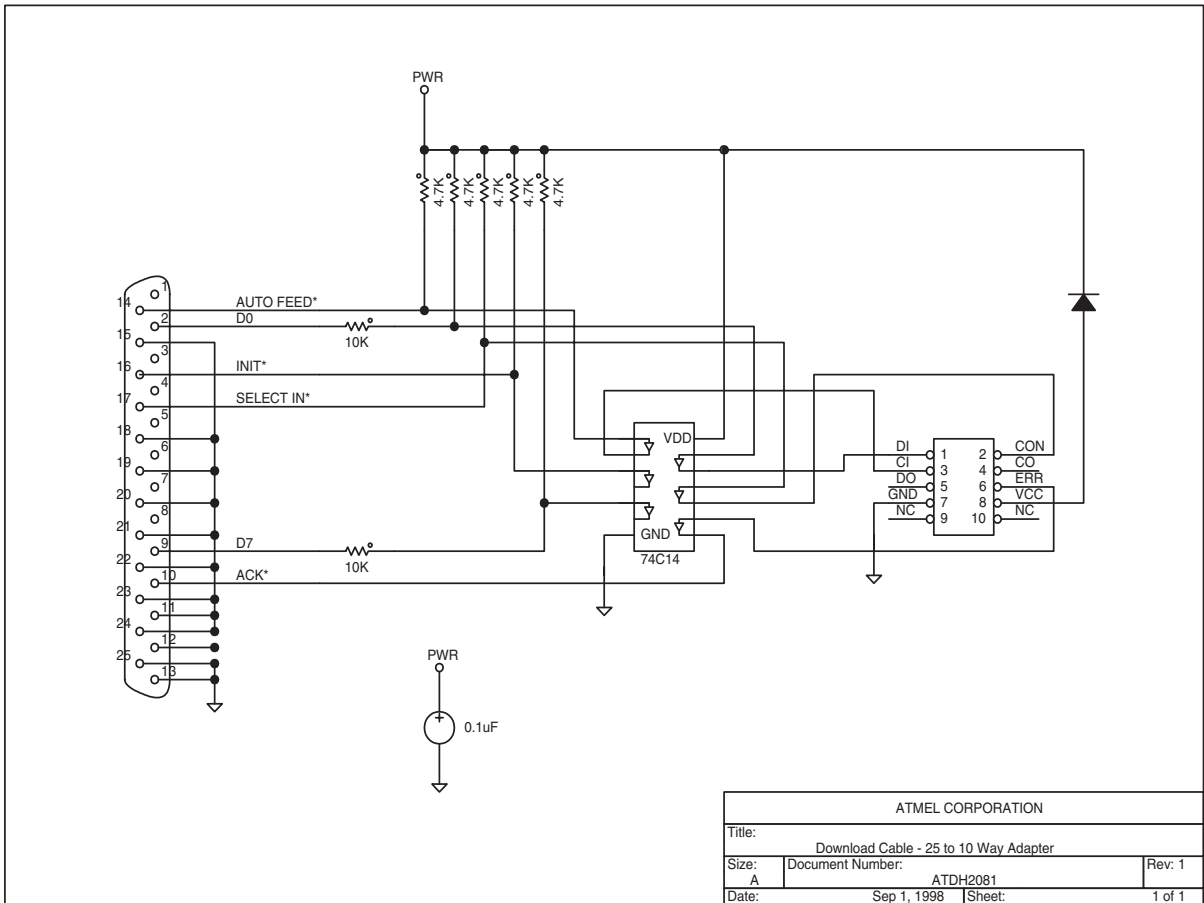 PWR
4.7K
4.7K
4.7K
4.7K
4.7K
1
14
AUTO FEED*
2
D0
10K
15
3
16
INIT*
4
17
SELECT IN*
5
18
6
19
7
20
8
21
9
D7
10K
22
10
ACK*
23
11
24
12
25
13
VDD
GND
74C14
DI 1 2 CON
CI 3 4 CO
DO 5 6 ERR
GND 7 8 VCC
NC 9 10 NC
PWR
+
0.1uF
ATMEL CORPORATION
Title:
Download Cable - 25 to 10 Way Adapter
Size: Document Number: Rev: 1
A ATDH2081
Date: Sep 1, 1998 Sheet: 1 of 1